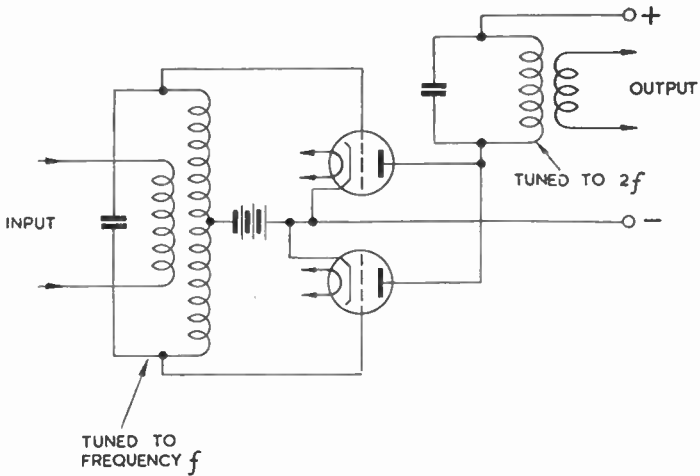 +
OUTPUT
TUNED TO 2f
INPUT
−
TUNED TO
FREQUENCY f